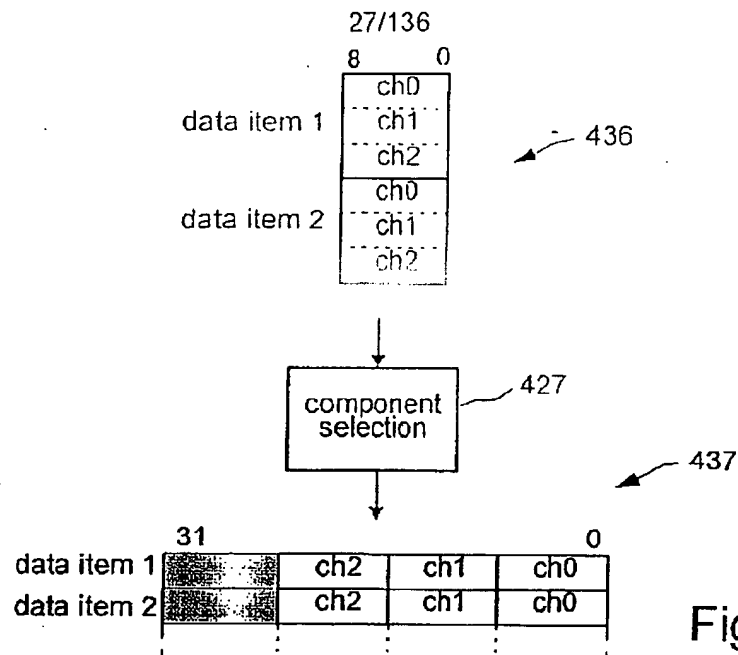 27/136
8 0
ch0
data item 1 ch1
ch2
436
ch0
data item 2 ch1
ch2
component
selection
427
437
31 0
data item 1 ch2 ch1 ch0
data item 2 ch2 ch1 ch0